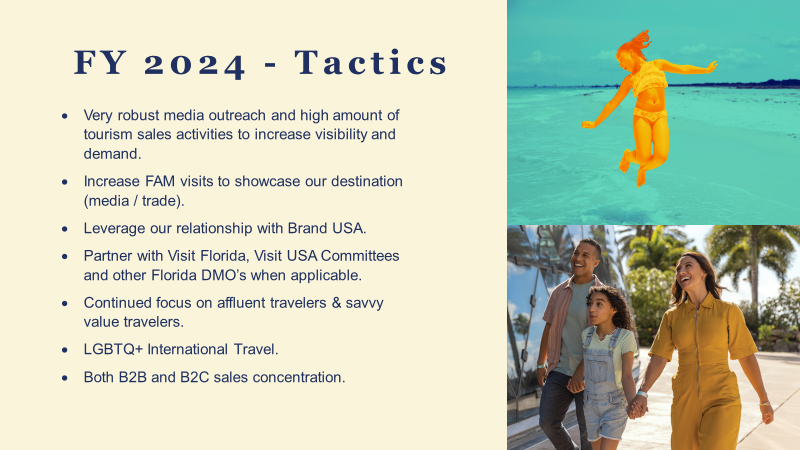 FY 2024 - Tactics
• Very robust media outreach and high amount of
tourism sales activities to increase visibility and
demand.
• Increase FAM visits to showcase our destination
(media / trade).
• Leverage our relationship with Brand USA.
• Partner with Visit Florida, Visit USA Committees
and other Florida DMO's when applicable.
• Continued focus on affluent travelers & savvy
value travelers.
• LGBTQ+ International Travel.
• Both B2B and B2C sales concentration.